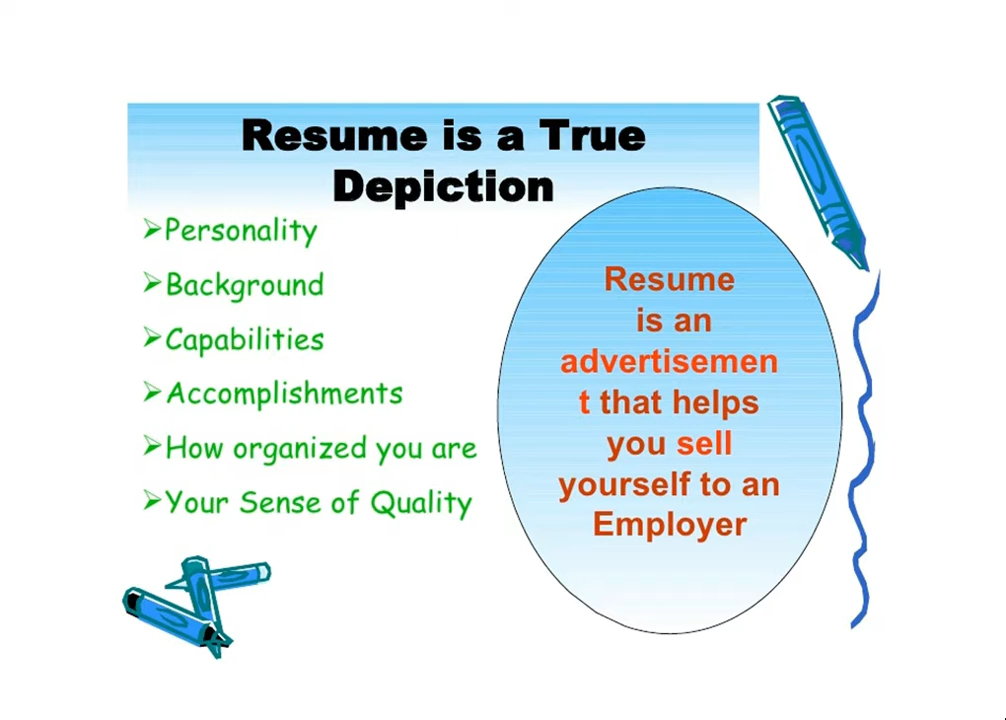 Resume is a True
Depiction
Personality
Background
Capabilities
Accomplishments
How organized you are
Your Sense of Quality
Resume
is an
advertisemen
t that helps
you sell
yourself to an
Employer